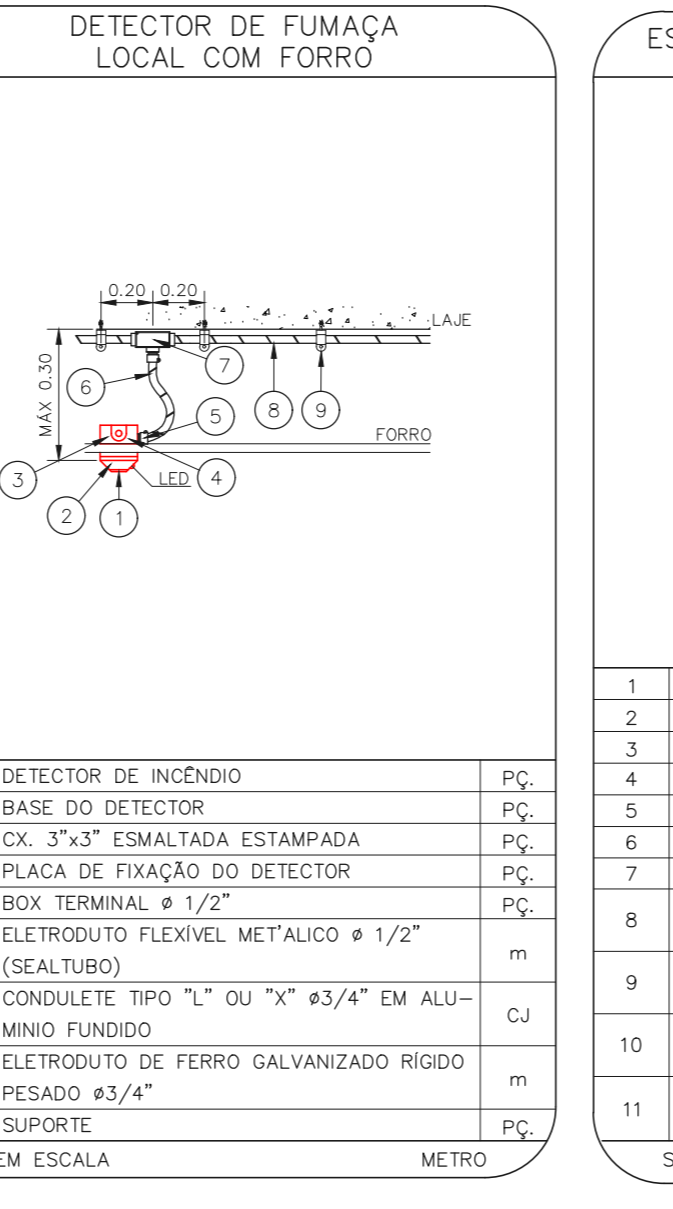 DETECTOR DE FUMAÇA
LOCAL COM FORRO
0.20 0.20
LAJE
MÁX 0.30
7
6
5
8
9
FORRO
3
4
LED
2
1
DETECTOR DE INCÊNDIO PÇ.
BASE DO DETECTOR PÇ.
CX. 3"x3" ESMALTADA ESTAMPADA PÇ.
PLACA DE FIXAÇÃO DO DETECTOR PÇ.
BOX TERMINAL ø 1/2" PÇ.
ELETRODUTO FLEXÍVEL MET'ALICO ø 1/2"
(SEALTUBO) m
CONDULETE TIPO "L" OU "X" ø3/4" EM ALU-
MINIO FUNDIDO CJ
ELETRODUTO DE FERRO GALVANIZADO RÍGIDO
PESADO ø3/4" m
SUPORTE PÇ.
EM ESCALA METRO
ES
1
2
3
4
5
6
7
8
9
10
11
S